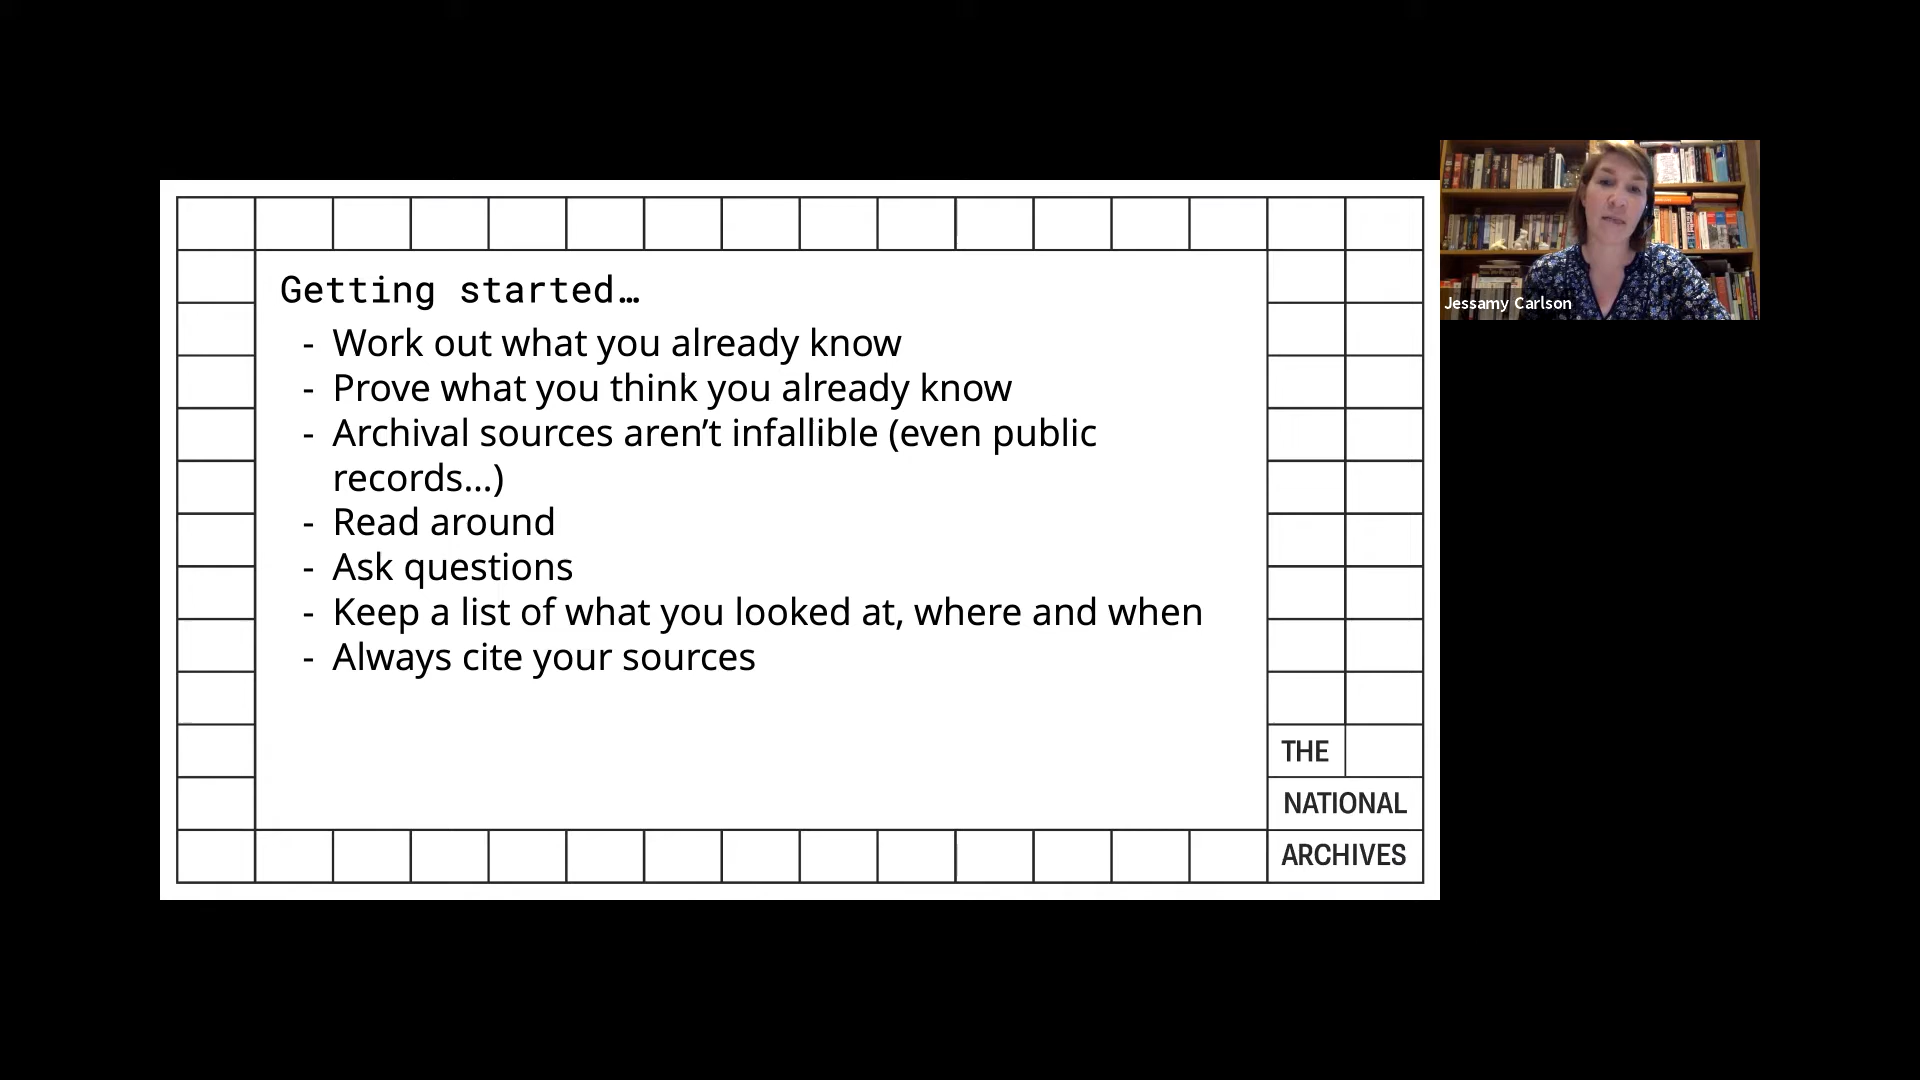 Getting started…
- Work out what you already know
- Prove what you think you already know
- Archival sources aren’t infallible (even public
records…)
- Read around
- Ask questions
- Keep a list of what you looked at, where and when
- Always cite your sources
THE
NATIONAL
ARCHIVES
Jessamy Carlson